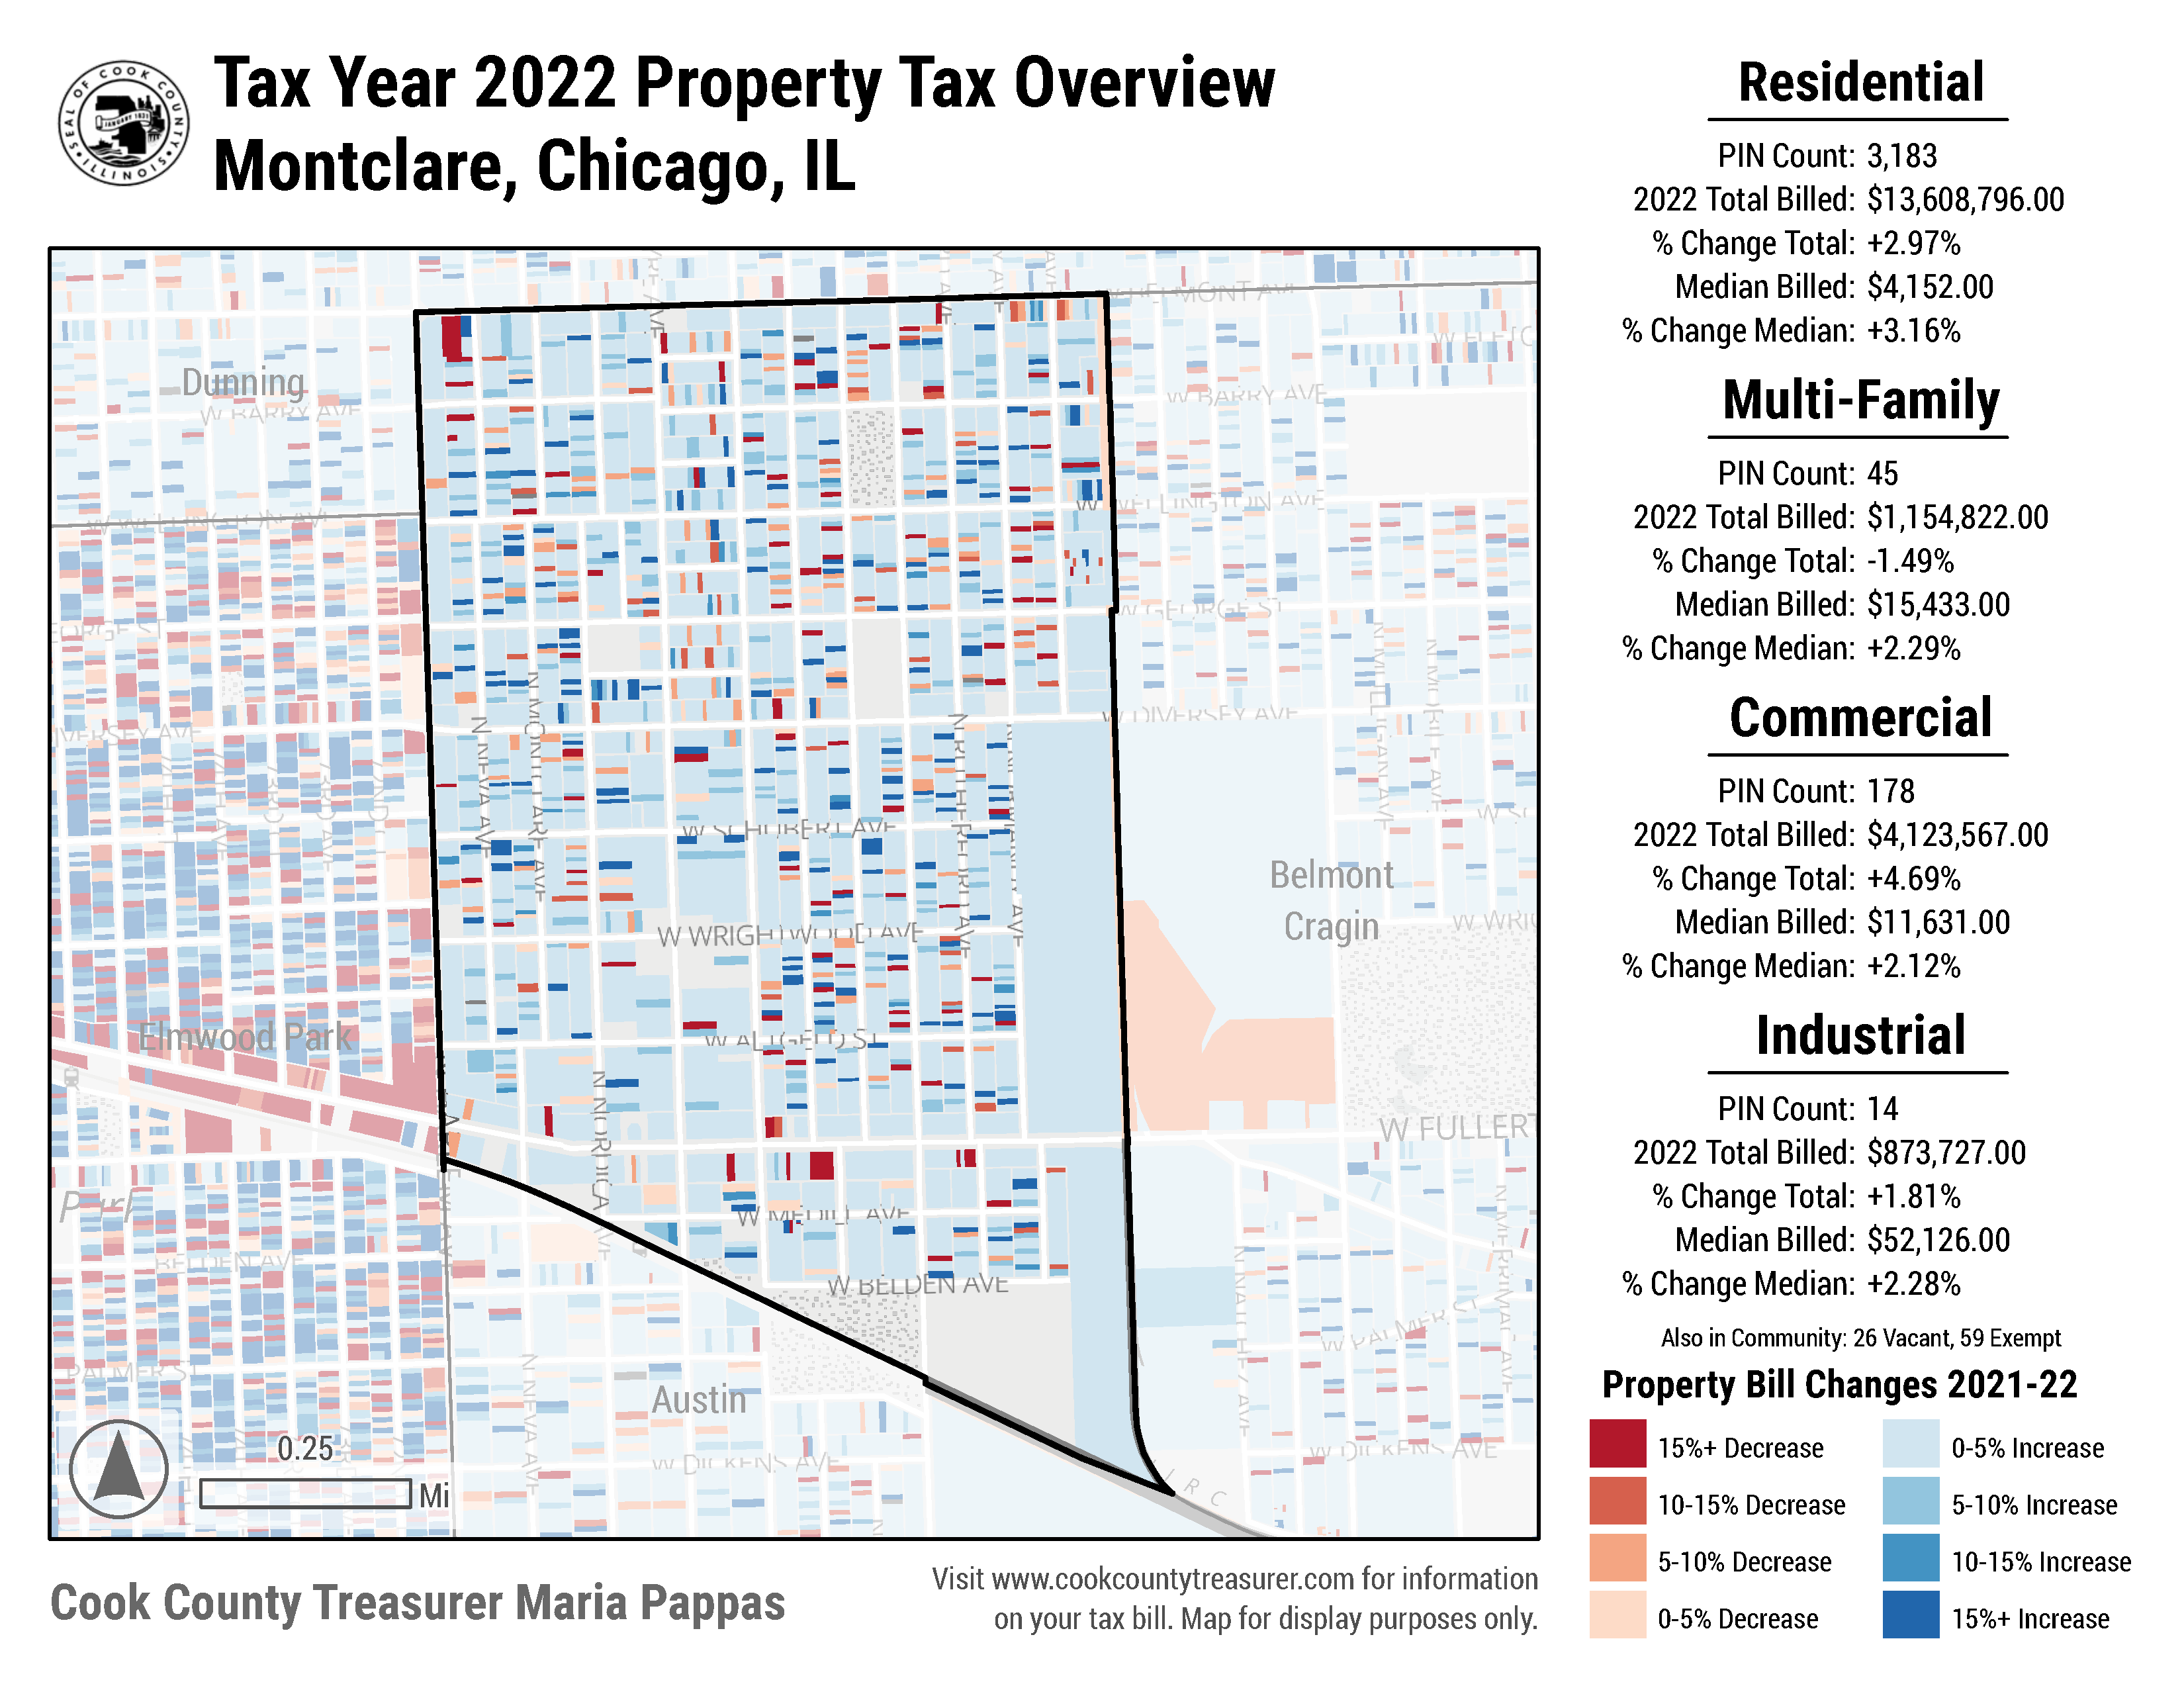 SEAL OF COOK COUNTY
JANUARY 1831
ILLINOIS
Tax Year 2022 Property Tax Overview
Montclare, Chicago, IL
Dunning
W BARRY AVE
W BELMONT AVE
W BARRY AVE
W WELLINGTON AVE
W WELLINGTON AVE
W GEORGE ST
W DIVERSEY AVE
N NEVA AVE
N MONTCLARE AVE
N RUTHERFORD AVE
W SCHUBERT AVE
Belmont
Cragin
W WRIGHTWOOD AVE
Elmwood Park
W ALTGELD ST
N NORDICA AVE
W FULLERT
Park
W MEDILL AVE
BELDEN AVE
W BELDEN AVE
PALMER ST
W PALMER CT
Austin
N NEVA AVE
W DICKENS AVE
W DICKENS AVE
0.25
Mi
Cook County Treasurer Maria Pappas
Visit www.cookcountytreasurer.com for information
on your tax bill. Map for display purposes only.
Residential
PIN Count: 3,183
2022 Total Billed: $13,608,796.00
% Change Total: +2.97%
Median Billed: $4,152.00
% Change Median: +3.16%
Multi-Family
PIN Count: 45
2022 Total Billed: $1,154,822.00
% Change Total: -1.49%
Median Billed: $15,433.00
% Change Median: +2.29%
Commercial
PIN Count: 178
2022 Total Billed: $4,123,567.00
% Change Total: +4.69%
Median Billed: $11,631.00
% Change Median: +2.12%
Industrial
PIN Count: 14
2022 Total Billed: $873,727.00
% Change Total: +1.81%
Median Billed: $52,126.00
% Change Median: +2.28%
Also in Community: 26 Vacant, 59 Exempt
Property Bill Changes 2021-22
15%+ Decrease
10-15% Decrease
5-10% Decrease
0-5% Decrease
0-5% Increase
5-10% Increase
10-15% Increase
15%+ Increase